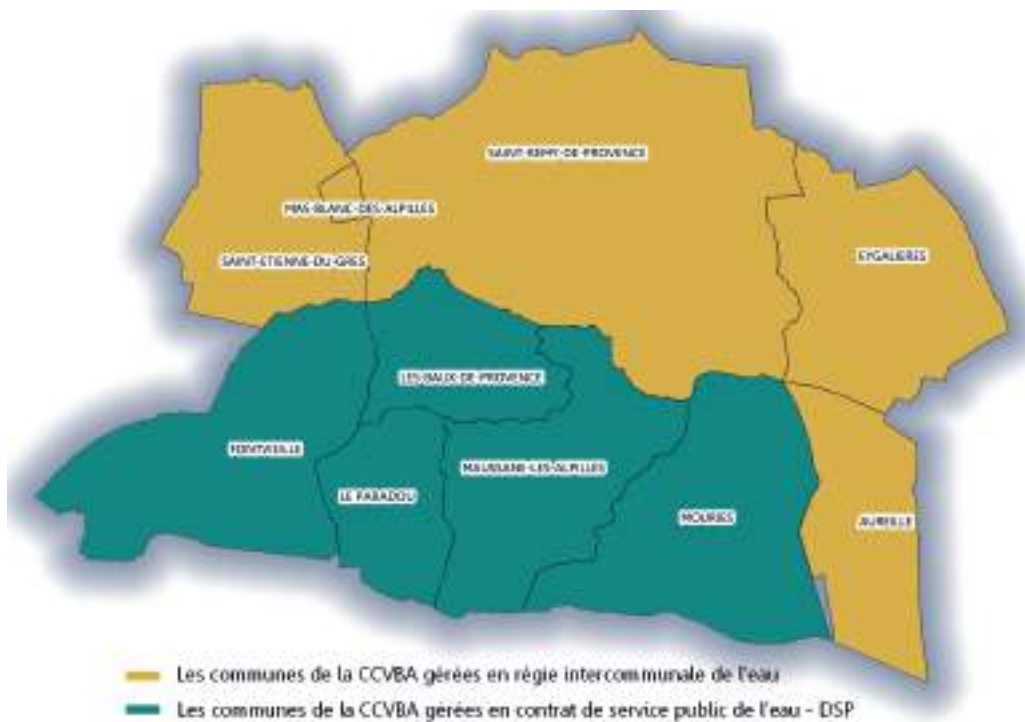 SAINT-REMY-DE-PROVENCE
MAS-BLANC-DES-ALPILLES
SAINT-ETIENNE-DU-GRES
EYGALIERES
LES-BAUX-DE-PROVENCE
FONTVIEILLE
MAUSSANE-LES-ALPILLES
LE PARADOU
MOURIES
AUREILLE
Les communes de la CCVBA gérées en régie intercommunale de l'eau
Les communes de la CCVBA gérées en contrat de service public de l'eau - DSP